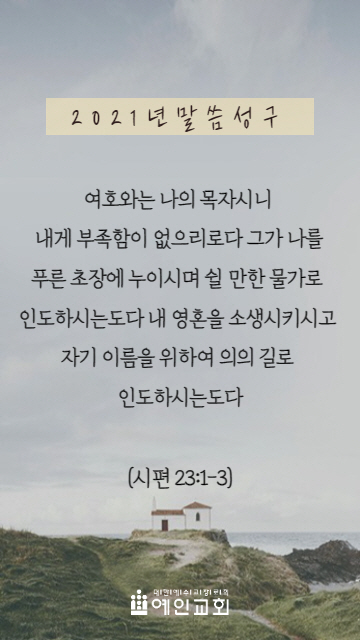 2021년말씀성구
여호와는 나의 목자시니
내게 부족함이 없으리로다 그가 나를
푸른 초장에 누이시며 쉴 만한 물가로
인도하시는도다 내 영혼을 소생시키시고
자기 이름을 위하여 의의 길로
인도하시는도다
(시편 23:1-3)
예인교회